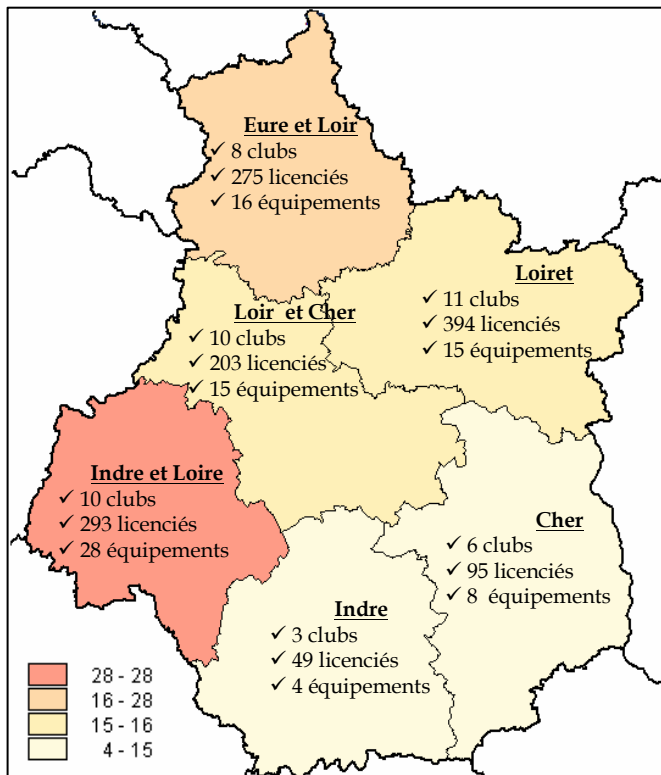 Eure et Loir
✓ 8 clubs
✓ 275 licenciés
✓ 16 équipements
Loiret
✓ 11 clubs
✓ 394 licenciés
✓ 15 équipements
Loir et Cher
✓ 10 clubs
✓ 203 licenciés
✓ 15 équipements
Indre et Loire
✓ 10 clubs
✓ 293 licenciés
✓ 28 équipements
Cher
✓ 6 clubs
✓ 95 licenciés
✓ 8 équipements
Indre
✓ 3 clubs
✓ 49 licenciés
✓ 4 équipements
28 - 28
16 - 28
15 - 16
4 - 15